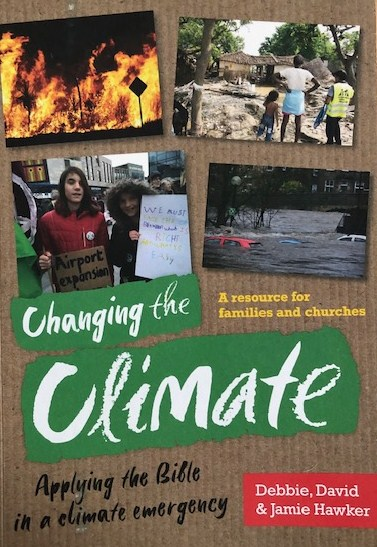 Airport
expansion
WE MUST
RIGHT
Changing the
A resource for
families and churches
Climate
Applying the Bible
in a climate emergency
Debbie, David
& Jamie Hawker